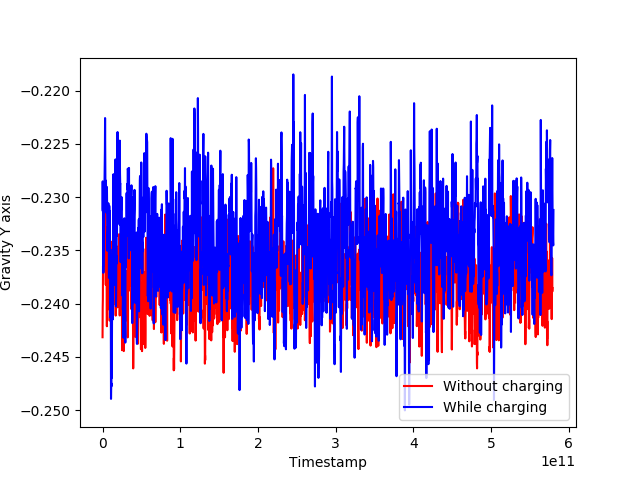 −0.220
−0.225
−0.230
−0.235
−0.240
−0.245
−0.250
Gravity Y axis
Without charging
While charging
0 1 2 3 4 5 6
1e11
Timestamp